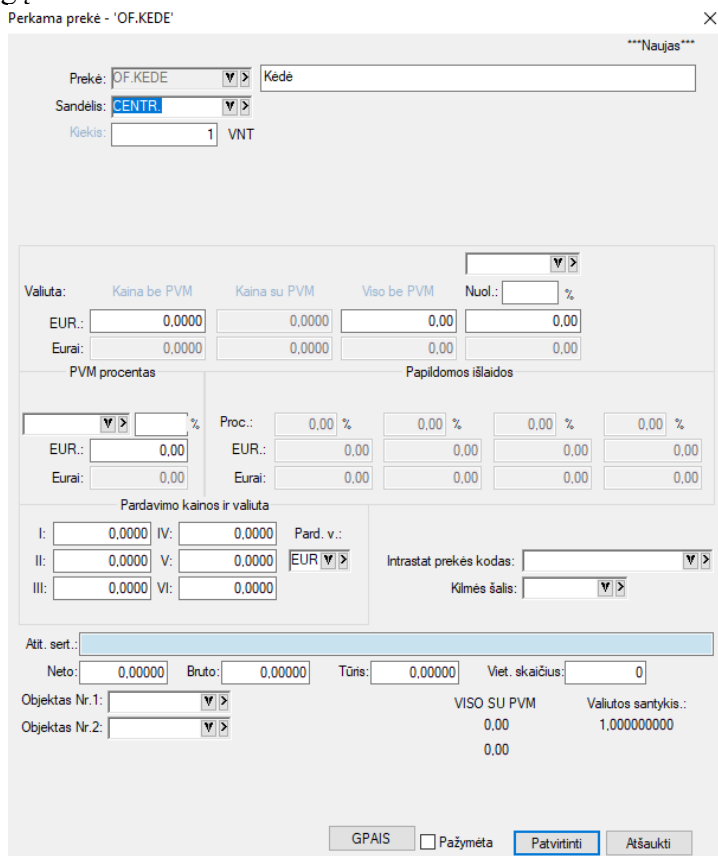 Perkama prekė - 'OF.KEDE'
***Naujas***
Prekė: OF.KEDE Kėdė
Sandėlis: CENTR.
Kiekis: 1 VNT
Valiuta: Kaina be PVM Kaina su PVM Viso be PVM Nuol.: %
EUR.: 0,0000 0,0000 0,00 0,00
Eurai: 0,0000 0,0000 0,00 0,00
PVM procentas Papildomos išlaidos
% Proc.: 0,00 % 0,00 % 0,00 % 0,00 %
EUR.: 0,00 EUR.: 0,00 0,00 0,00 0,00
Eurai: 0,00 Eurai: 0,00 0,00 0,00 0,00
Pardavimo kainos ir valiuta
I: 0,0000 IV: 0,0000 Pard. v.:
II: 0,0000 V: 0,0000 EUR Intrastat prekės kodas:
III: 0,0000 VI: 0,0000 Kilmės šalis:
Atit. sert.:
Neto: 0,00000 Bruto: 0,00000 Tūris: 0,00000 Viet. skaičius: 0
Objektas Nr.1: VISO SU PVM Valiutos santykis.:
Objektas Nr.2: 0,00 1,000000000
0,00
GPAIS Pažymėta Patvirtinti Atšaukti